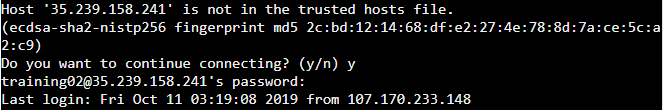 Host '35.239.158.241' is not in the trusted hosts file.
(ecdsa-sha2-nistp256 fingerprint md5 2c:bd:12:14:68:df:e2:27:4e:78:8d:7a:ce:5c:a
2:c9)
Do you want to continue connecting? (y/n) y
training02@35.239.158.241's password:
Last login: Fri Oct 11 03:19:08 2019 from 107.170.233.148